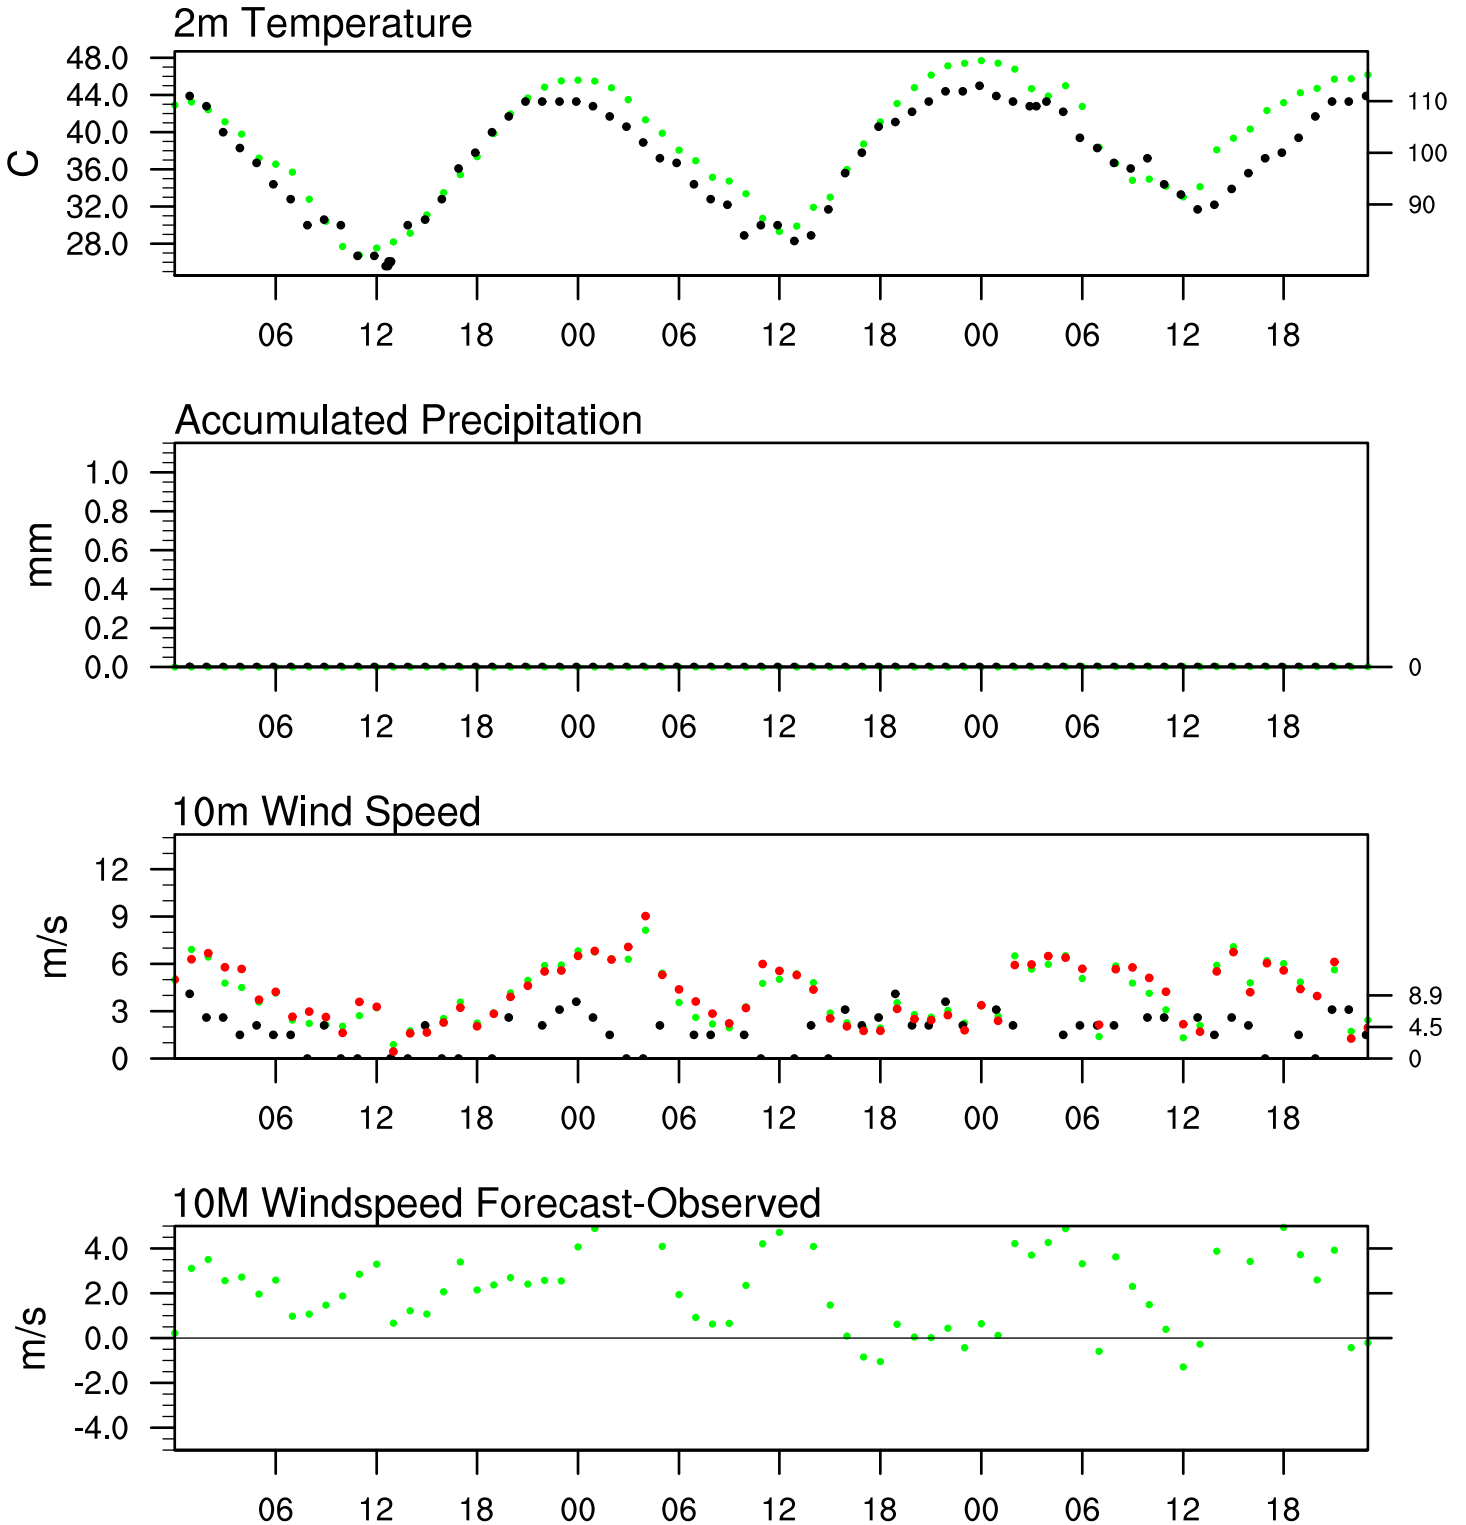 2m Temperature
48.0
44.0
40.0
36.0
32.0
28.0
C
110
100
90
06 12 18 00 06 12 18 00 06 12 18
Accumulated Precipitation
1.0
0.8
0.6
0.4
0.2
0.0
mm
0
06 12 18 00 06 12 18 00 06 12 18
10m Wind Speed
12
9
6
3
0
m/s
8.9
4.5
0
06 12 18 00 06 12 18 00 06 12 18
10M Windspeed Forecast-Observed
4.0
2.0
0.0
-2.0
-4.0
m/s
06 12 18 00 06 12 18 00 06 12 18